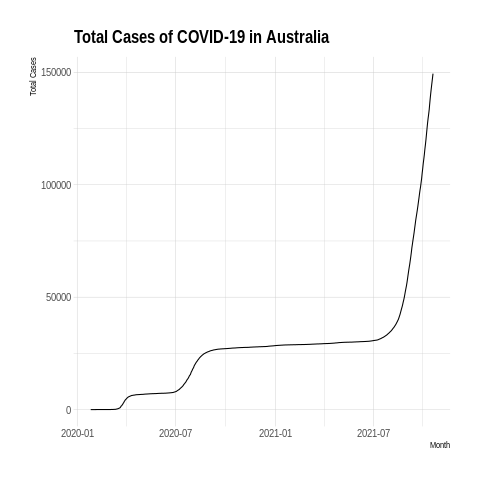 Total Cases of COVID-19 in Australia
Total Cases
150000
100000
50000
0
2020-01 2020-07 2021-01 2021-07
Month